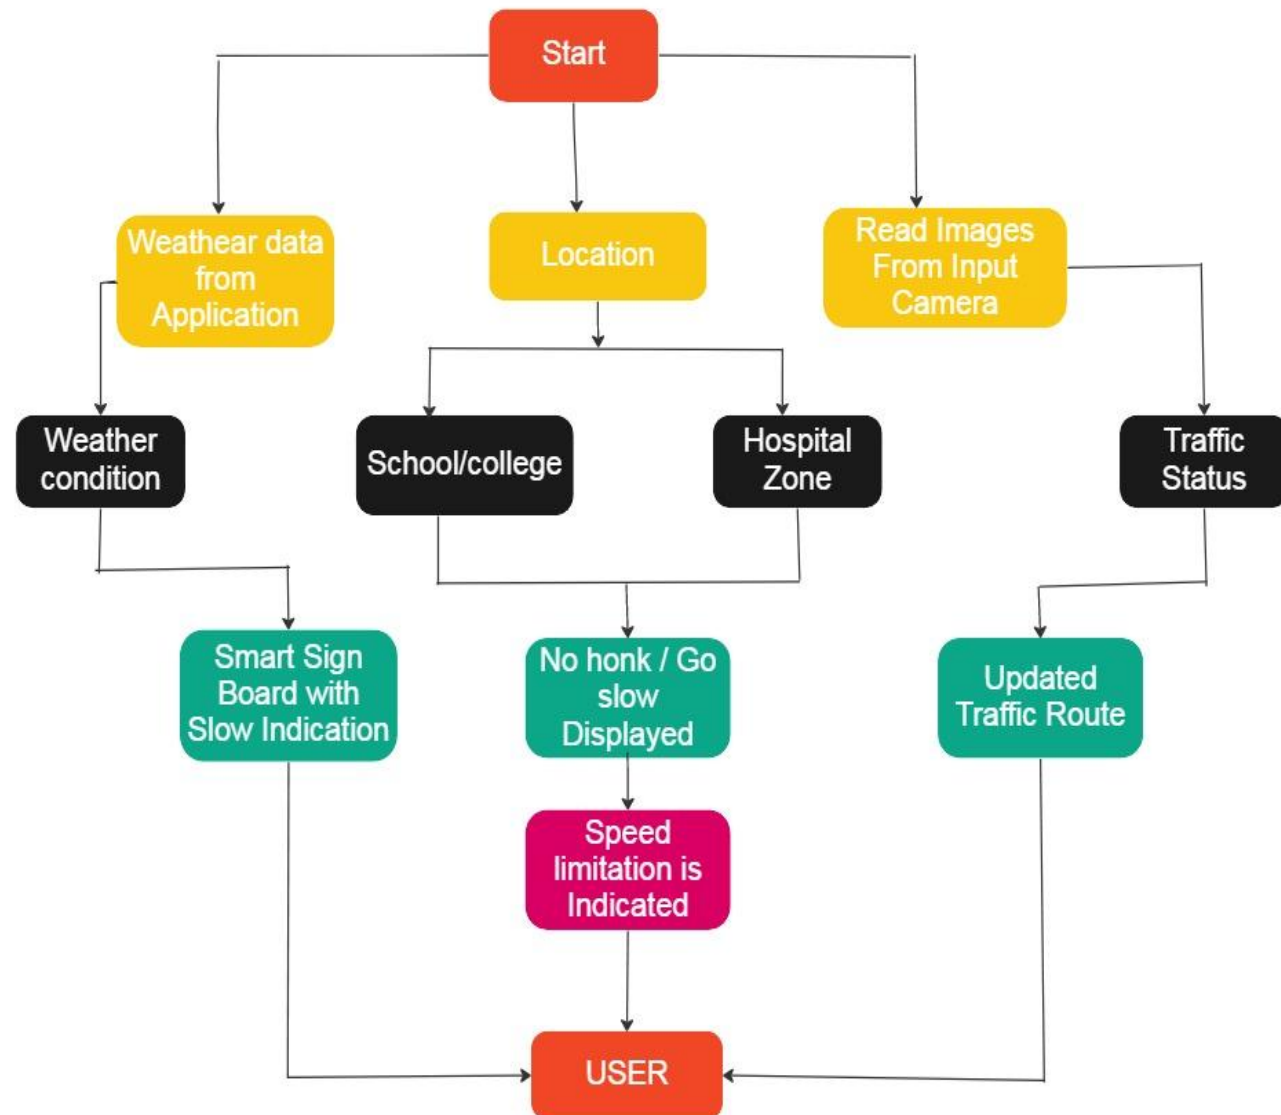 Start
Weathear data
from
Application
Location
Read Images
From Input
Camera
Weather
condition
School/college
Hospital
Zone
Traffic
Status
Smart Sign
Board with
Slow Indication
No honk / Go
slow
Displayed
Updated
Traffic Route
Speed
limitation is
Indicated
USER